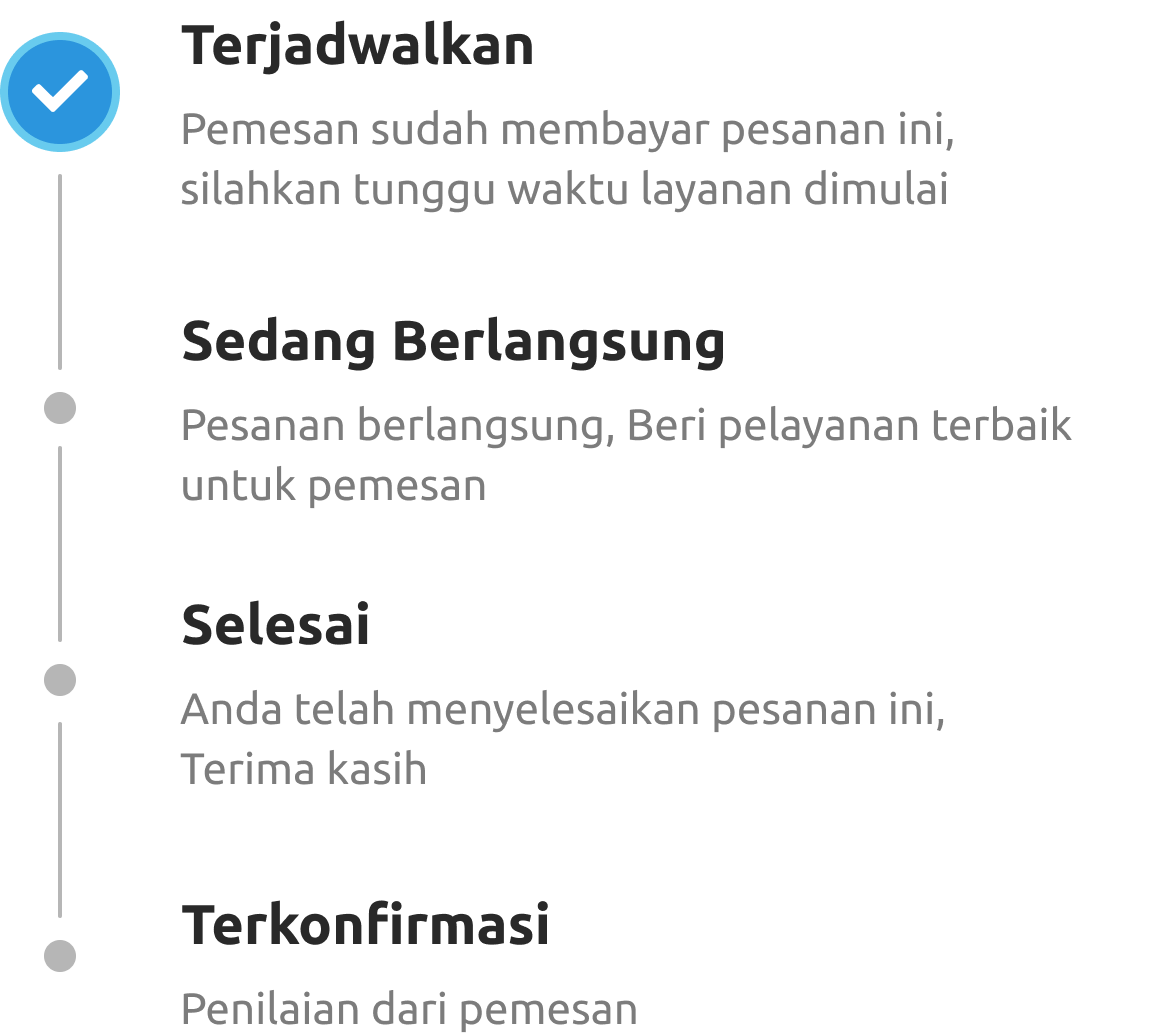 Terjadwalkan
Pemesan sudah membayar pesanan ini,
silahkan tunggu waktu layanan dimulai
Sedang Berlangsung
Pesanan berlangsung, Beri pelayanan terbaik
untuk pemesan
Selesai
Anda telah menyelesaikan pesanan ini,
Terima kasih
Terkonfirmasi
Penilaian dari pemesan